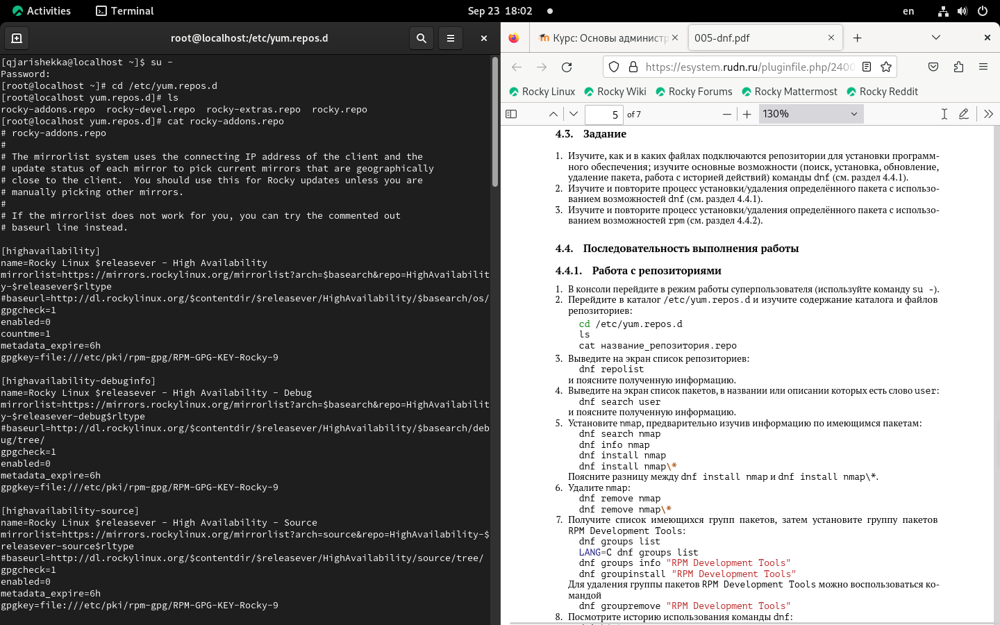 Activities
Terminal
Sep 23 18:02
en
root@localhost:/etc/yum.repos.d
[qjarishekka@localhost ~]$ su -
Password:
[root@localhost ~]# cd /etc/yum.repos.d
[root@localhost yum.repos.d]# ls
rocky-addons.repo  rocky-devel.repo  rocky-extras.repo  rocky.repo
[root@localhost yum.repos.d]# cat rocky-addons.repo
# rocky-addons.repo
#
# The mirrorlist system uses the connecting IP address of the client and the
# update status of each mirror to pick current mirrors that are geographically
# close to the client.  You should use this for Rocky updates unless you are
# manually picking other mirrors.
#
# If the mirrorlist does not work for you, you can try the commented out
# baseurl line instead.
[highavailability]
name=Rocky Linux $releasever - High Availability
mirrorlist=https://mirrors.rockylinux.org/mirrorlist?arch=$basearch&repo=HighAvailabilit
y-$releasever$rltype
#baseurl=http://dl.rockylinux.org/$contentdir/$releasever/HighAvailability/$basearch/os/
gpgcheck=1
enabled=0
countme=1
metadata_expire=6h
gpgkey=file:///etc/pki/rpm-gpg/RPM-GPG-KEY-Rocky-9
[highavailability-debuginfo]
name=Rocky Linux $releasever - High Availability - Debug
mirrorlist=https://mirrors.rockylinux.org/mirrorlist?arch=$basearch&repo=HighAvailabilit
y-$releasever-debug$rltype
#baseurl=http://dl.rockylinux.org/$contentdir/$releasever/HighAvailability/$basearch/deb
ug/tree/
gpgcheck=1
enabled=0
metadata_expire=6h
gpgkey=file:///etc/pki/rpm-gpg/RPM-GPG-KEY-Rocky-9
[highavailability-source]
name=Rocky Linux $releasever - High Availability - Source
mirrorlist=https://mirrors.rockylinux.org/mirrorlist?arch=source&repo=HighAvailability-$
releasever-source$rltype
#baseurl=http://dl.rockylinux.org/$contentdir/$releasever/HighAvailability/source/tree/
gpgcheck=1
enabled=0
metadata_expire=6h
gpgkey=file:///etc/pki/rpm-gpg/RPM-GPG-KEY-Rocky-9
Курс: Основы администр
005-dnf.pdf
https://esystem.rudn.ru/pluginfile.php/2400
Rocky Linux
Rocky Wiki
Rocky Forums
Rocky Mattermost
Rocky Reddit
5 of 7
130%
4.3. Задание
1. Изучите, как и в каких файлах подключаются репозитории для установки программ-
ного обеспечения; изучите основные возможности (поиск, установка, обновление,
удаление пакета, работа с историей действий) команды dnf (см. раздел 4.4.1).
2. Изучите и повторите процесс установки/удаления определённого пакета с использо-
ванием возможностей dnf (см. раздел 4.4.1).
3. Изучите и повторите процесс установки/удаления определённого пакета с использо-
ванием возможностей rpm (см. раздел 4.4.2).
4.4. Последовательность выполнения работы
4.4.1. Работа с репозиториями
1. В консоли перейдите в режим работы суперпользователя (используйте команду su -).
2. Перейдите в каталог /etc/yum.repos.d и изучите содержание каталога и файлов
репозиториев:
cd /etc/yum.repos.d
ls
cat название_репозитория.repo
3. Выведите на экран список репозиториев:
dnf repolist
и поясните полученную информацию.
4. Выведите на экран список пакетов, в названии или описании которых есть слово user:
dnf search user
и поясните полученную информацию.
5. Установите nmap, предварительно изучив информацию по имеющимся пакетам:
dnf search nmap
dnf info nmap
dnf install nmap
dnf install nmap\*
Поясните разницу между dnf install nmap и dnf install nmap\*.
6. Удалите nmap:
dnf remove nmap
dnf remove nmap\*
7. Получите список имеющихся групп пакетов, затем установите группу пакетов
RPM Development Tools:
dnf groups list
LANG=C dnf groups list
dnf groups info "RPM Development Tools"
dnf groupinstall "RPM Development Tools"
Для удаления группы пакетов RPM Development Tools можно воспользоваться ко-
мандой
dnf groupremove "RPM Development Tools"
8. Посмотрите историю использования команды dnf: